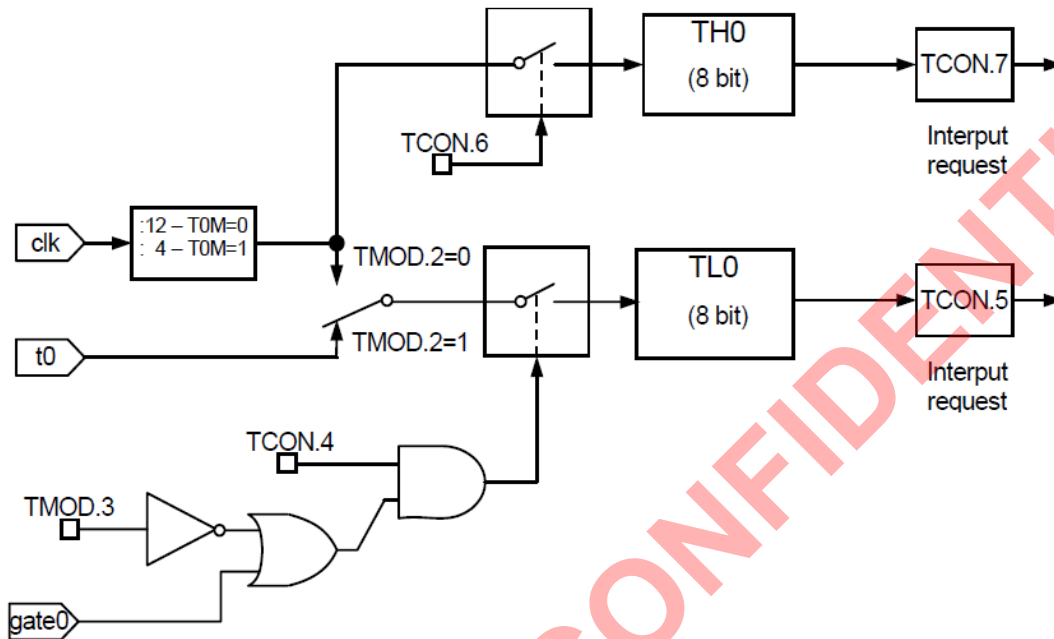 TH0
(8 bit)
TCON.7
Interput
request
TCON.6
clk
:12 – T0M=0
: 4 – T0M=1
TMOD.2=0
TL0
(8 bit)
TCON.5
t0
TMOD.2=1
Interput
request
TCON.4
TMOD.3
gate0
CONFIDENT